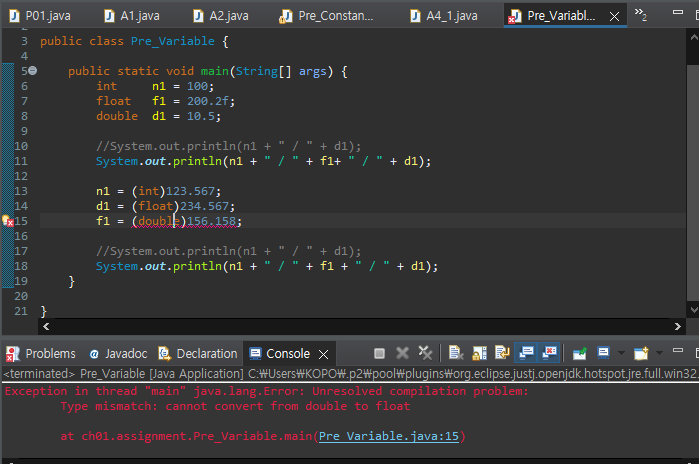 P01.java A1.java A2.java Pre_Constan... A4_1.java Pre_Variabl... »2
2
3 public class Pre_Variable {
4
5 public static void main(String[] args) {
6 int n1 = 100;
7 float f1 = 200.2f;
8 double d1 = 10.5;
9
10 //System.out.println(n1 + " / " + d1);
11 System.out.println(n1 + " / " + f1+ " / " + d1);
12
13 n1 = (int)123.567;
14 d1 = (float)234.567;
15 f1 = (double)156.158;
16
17 //System.out.println(n1 + " / " + d1);
18 System.out.println(n1 + " / " + f1 + " / " + d1);
19 }
20
21 }
Problems Javadoc Declaration Console
<terminated> Pre_Variable [Java Application] C:₩Users₩KOPO₩.p2₩pool₩plugins₩org.eclipse.justj.openjdk.hotspot.jre.full.win32.
Exception in thread "main" java.lang.Error: Unresolved compilation problem:
Type mismatch: cannot convert from double to float
at ch01.assignment.Pre_Variable.main(Pre_Variable.java:15)